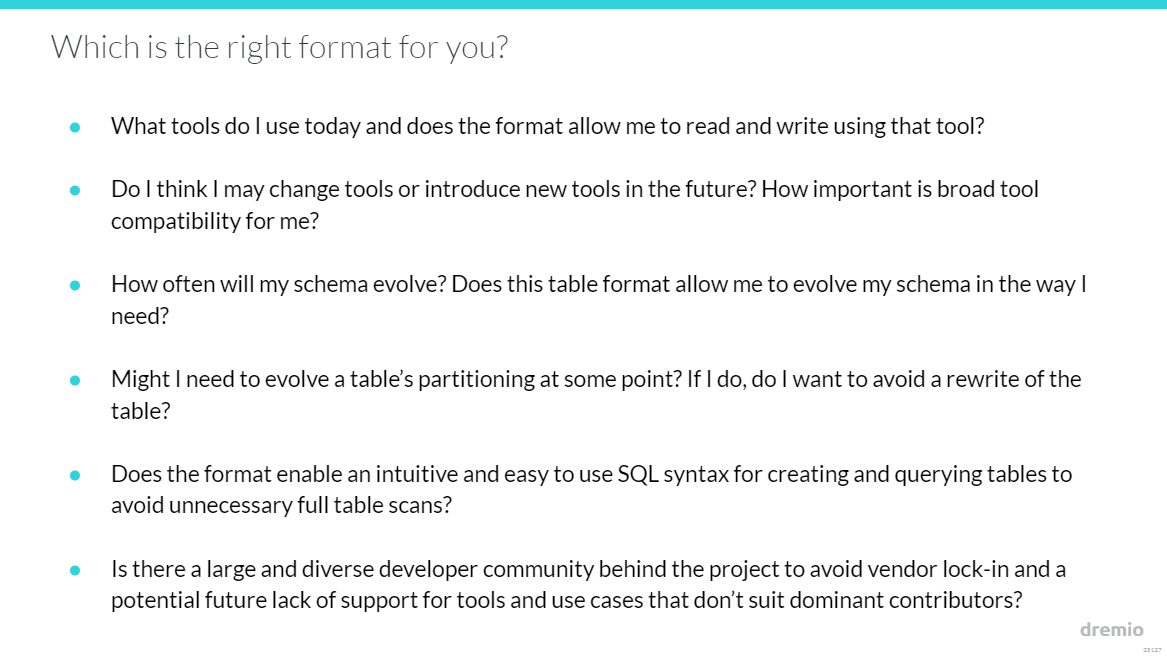 Which is the right format for you?
● What tools do I use today and does the format allow me to read and write using that tool?
● Do I think I may change tools or introduce new tools in the future? How important is broad tool
compatibility for me?
● How often will my schema evolve? Does this table format allow me to evolve my schema in the way I
need?
● Might I need to evolve a table’s partitioning at some point? If I do, do I want to avoid a rewrite of the
table?
● Does the format enable an intuitive and easy to use SQL syntax for creating and querying tables to
avoid unnecessary full table scans?
● Is there a large and diverse developer community behind the project to avoid vendor lock-in and a
potential future lack of support for tools and use cases that don’t suit dominant contributors?
dremio